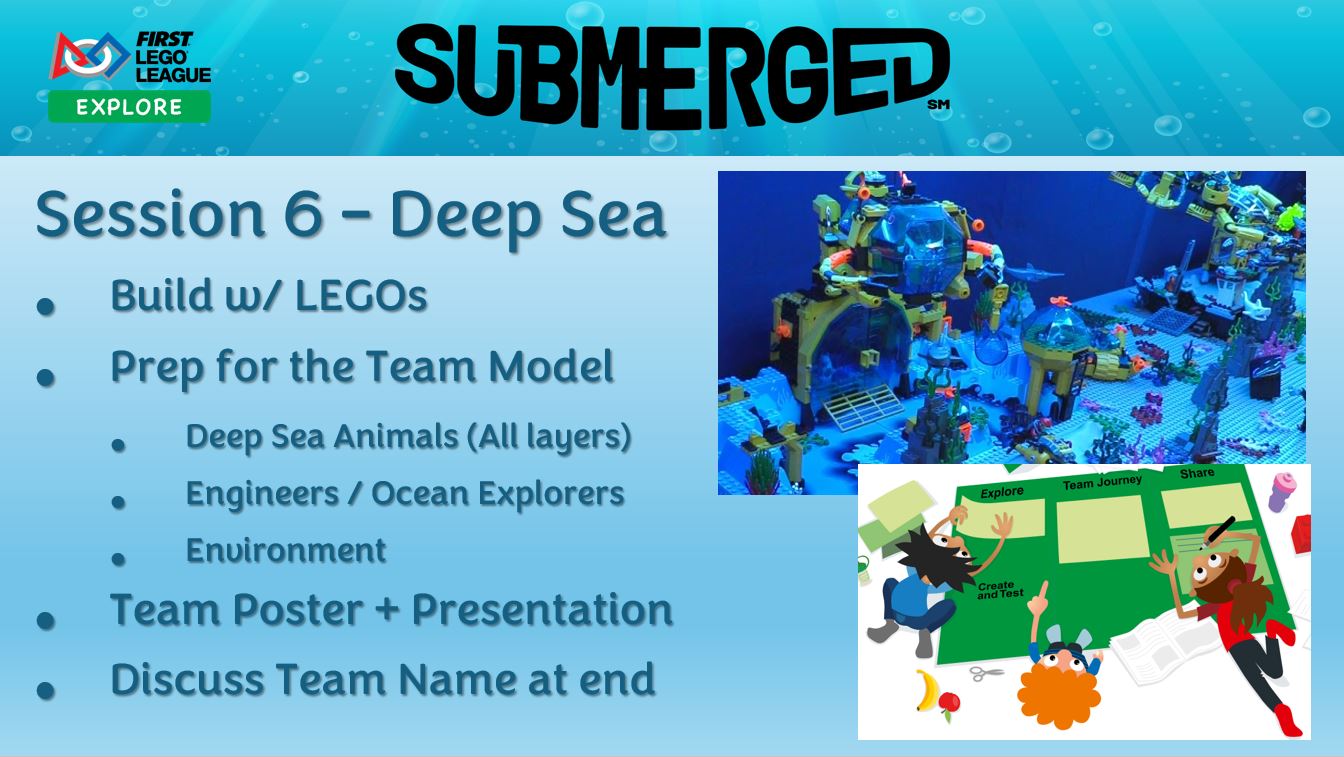 FIRST
LEGO
LEAGUE
EXPLORE
SUBMERGED
SM
Session 6 – Deep Sea
• Build w/ LEGOs
• Prep for the Team Model
• Deep Sea Animals (All layers)
• Engineers / Ocean Explorers
• Environment
• Team Poster + Presentation
• Discuss Team Name at end
Explore
Team Journey
Share
Create
and Test